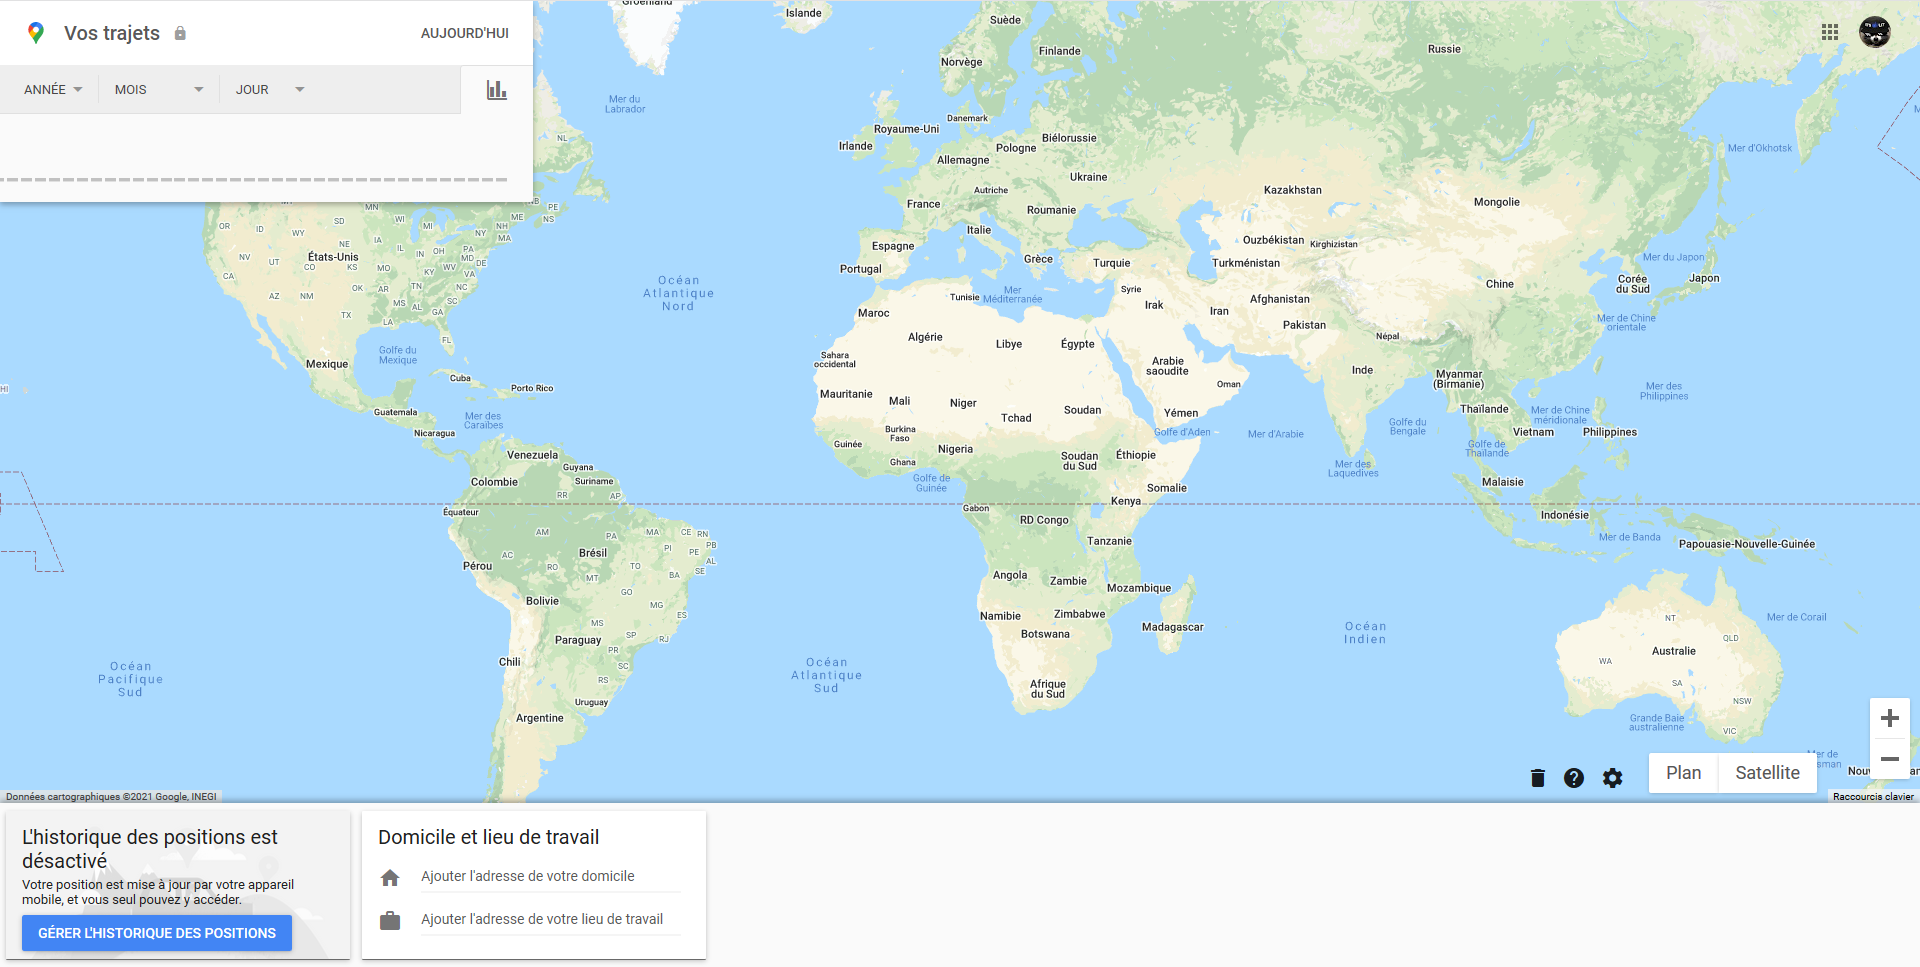 Vos trajets
AUJOURD'HUI
ANNÉE
MOIS
JOUR
Groenland
Islande
Suède
Finlande
Norvège
Russie
Mer du
Labrador
Danemark
Royaume-Uni
Irlande
Biélorussie
Pologne
Allemagne
Ukraine
Autriche
France
Roumanie
Italie
Espagne
Portugal
Grèce
Turquie
Kazakhstan
Mongolie
Ouzbékistan
Kirghizistan
Turkménistan
Mer d'Okhotsk
Mer du Japon
Corée
du Sud
Japon
Chine
Mer de Chine
orientale
Syrie
Irak
Iran
Afghanistan
Pakistan
Népal
Inde
Myanmar
(Birmanie)
Thaïlande
Vietnam
Mer de Chine
méridionale
Philippines
Mer des
Philippines
Golfe du
Bengale
Golfe de
Thaïlande
Mer des
Laquedives
Malaisie
Indonésie
Mer de Banda
Papouasie-Nouvelle-Guinée
Tunisie
Mer
Méditerranée
Maroc
Algérie
Libye
Égypte
Sahara
occidental
Arabie
saoudite
Oman
Yémen
Golfe d'Aden
Mer d'Arabie
Mauritanie
Mali
Niger
Tchad
Soudan
Burkina
Faso
Guinée
Ghana
Nigeria
Soudan
du Sud
Éthiopie
Golfe de
Guinée
Somalie
Kenya
Gabon
RD Congo
Tanzanie
Angola
Zambie
Mozambique
Namibie
Zimbabwe
Botswana
Madagascar
Afrique
du Sud
Océan
Indien
Océan
Atlantique
Nord
Océan
Atlantique
Sud
Océan
Pacifique
Sud
NL
NB
PE
NS
ME
MT
MN
OR
ID
SD
WI
MI
NY
NH
MA
WY
NE
IA
NV
UT
États-Unis
CO
KS
IL
IN
OH
PA
MD
DE
CA
MO
KY
WV
VA
AZ
NM
OK
AR
TN
NC
MS
AL
SC
GA
TX
LA
FL
HI
Golfe du
Mexique
Mexique
Cuba
Porto Rico
Guatemala
Mer des
Caraïbes
Nicaragua
Venezuela
Guyana
Suriname
Colombie
RR
AP
Équateur
AM
PA
MA
CE
RN
PB
PI
PE
AL
SE
AC
Brésil
Pérou
RO
TO
BA
MT
GO
Bolivie
MG
ES
MS
SP
RJ
Paraguay
PR
SC
Chili
RS
Uruguay
Argentine
NT
QLD
Mer de Corail
WA
Australie
SA
NSW
VIC
Grande Baie
australienne
Plan
Satellite
Raccourcis clavier
Données cartographiques ©2021 Google, INEGI
L'historique des positions est
désactivé
Votre position est mise à jour par votre appareil
mobile, et vous seul pouvez y accéder.
GÉRER L'HISTORIQUE DES POSITIONS
Domicile et lieu de travail
Ajouter l'adresse de votre domicile
Ajouter l'adresse de votre lieu de travail